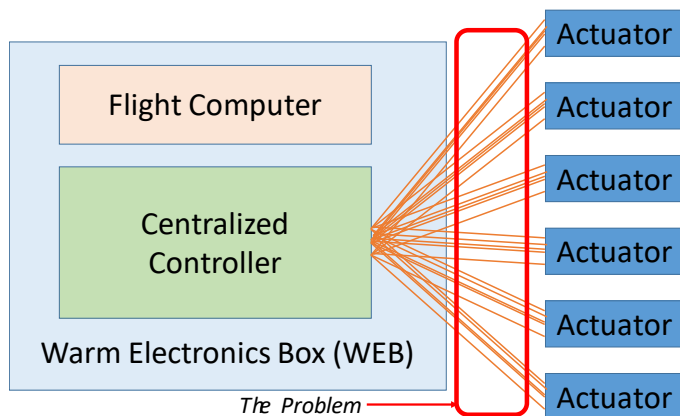 Flight Computer
Centralized
Controller
Warm Electronics Box (WEB)
The Problem
Actuator
Actuator
Actuator
Actuator
Actuator
Actuator